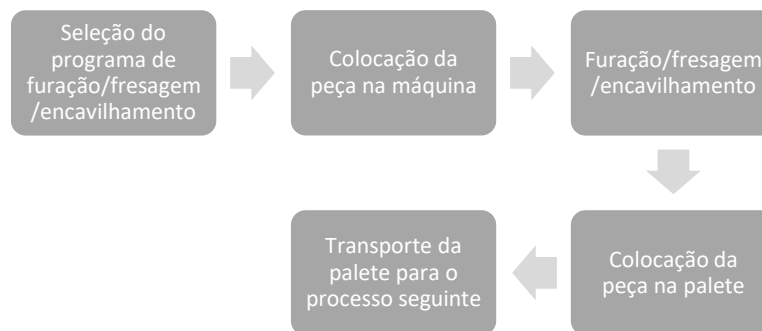 Seleção do
programa de
furação/fresagem
/encavilhamento
Colocação da
peça na máquina
Furação/fresagem
/encavilhamento
Colocação da
peça na palete
Transporte da
palete para o
processo seguinte